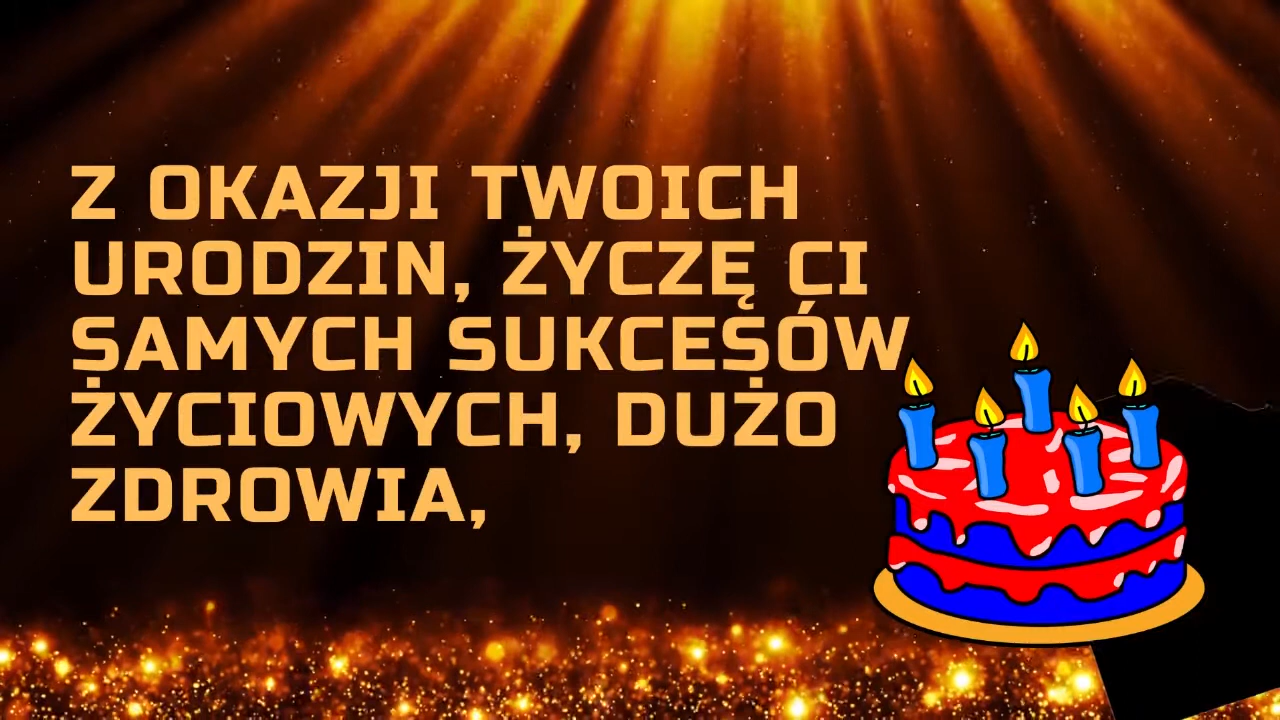 Z OKAZJI TWOICH
URODZIN, ŻYCZĘ CI
SAMYCH SUKCESÓW
ŻYCIOWYCH, DUŻO
ZDROWIA,